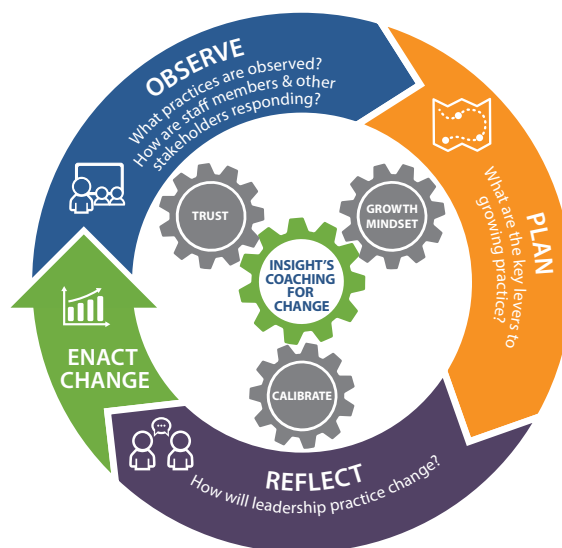 OBSERVE
What practices are observed?
How are staff members & other
stakeholders responding?
PLAN
What are the key levers to
growing practice?
REFLECT
How will leadership practice change?
ENACT
CHANGE
TRUST
GROWTH
MINDSET
INSIGHT'S
COACHING
FOR
CHANGE
CALIBRATE